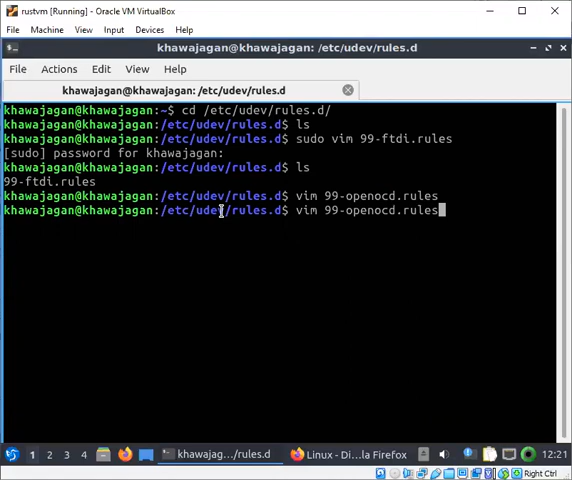 rustvm [Running] - Oracle VM VirtualBox
File Machine View Input Devices Help
khawajagan@khawajagan: /etc/udev/rules.d
File Actions Edit View Help
khawajagan@khawajagan: /etc/udev/rules.d
khawajagan@khawajagan:~$ cd /etc/udev/rules.d/
khawajagan@khawajagan:/etc/udev/rules.d$ ls
khawajagan@khawajagan:/etc/udev/rules.d$ sudo vim 99-ftdi.rules
[sudo] password for khawajagan:
khawajagan@khawajagan:/etc/udev/rules.d$ ls
99-ftdi.rules
khawajagan@khawajagan:/etc/udev/rules.d$ vim 99-openocd.rules
khawajagan@khawajagan:/etc/udev/rules.d$ vim 99-openocd.rules
1 2 3 4 khawajag…/rules.d Linux - Di…la Firefox 12:21
Right Ctrl